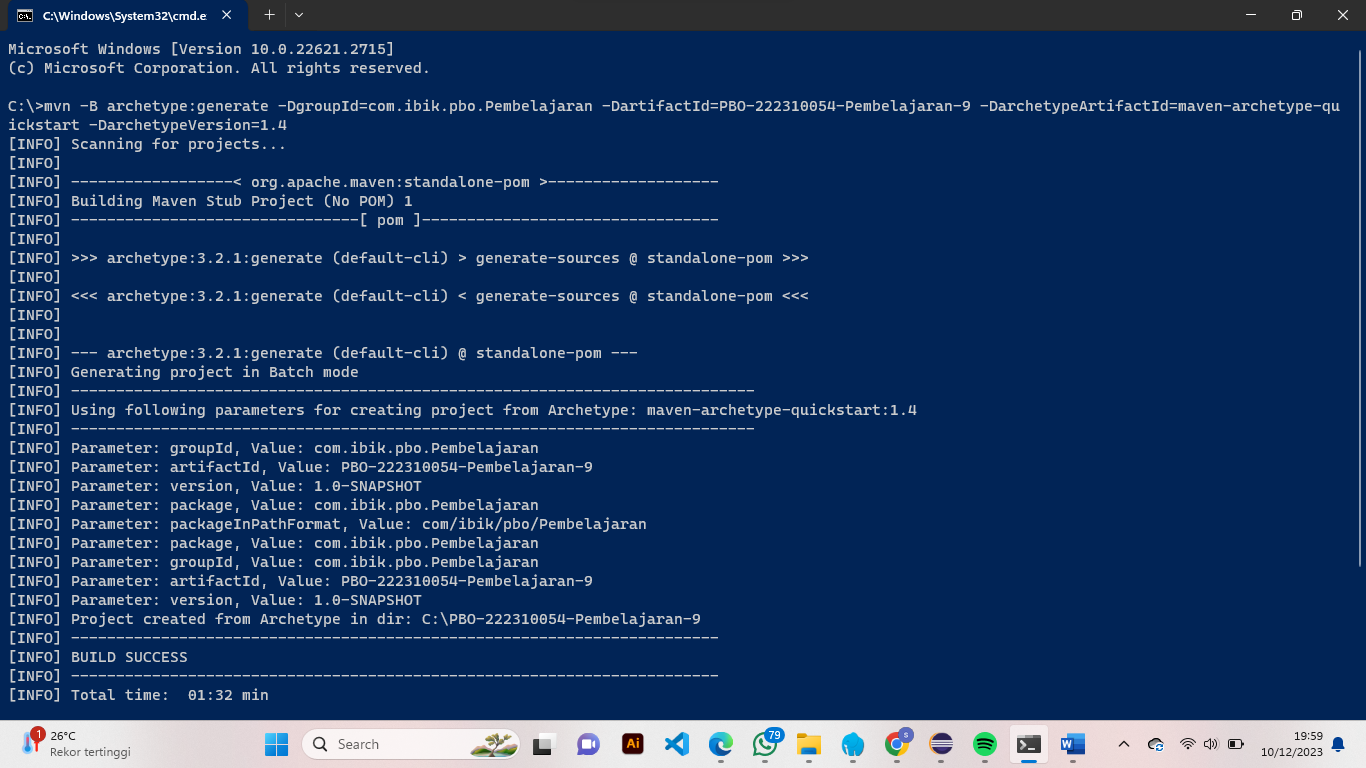 C:\Windows\System32\cmd.e
Microsoft Windows [Version 10.0.22621.2715]
(c) Microsoft Corporation. All rights reserved.
C:\>mvn -B archetype:generate -DgroupId=com.ibik.pbo.Pembelajaran -DartifactId=PBO-222310054-Pembelajaran-9 -DarchetypeArtifactId=maven-archetype-qu
ickstart -DarchetypeVersion=1.4
[INFO] Scanning for projects...
[INFO]
[INFO] ------------------< org.apache.maven:standalone-pom >-------------------
[INFO] Building Maven Stub Project (No POM) 1
[INFO] --------------------------------[ pom ]---------------------------------
[INFO]
[INFO] >>> archetype:3.2.1:generate (default-cli) > generate-sources @ standalone-pom >>>
[INFO]
[INFO] <<< archetype:3.2.1:generate (default-cli) < generate-sources @ standalone-pom <<<
[INFO]
[INFO]
[INFO] --- archetype:3.2.1:generate (default-cli) @ standalone-pom ---
[INFO] Generating project in Batch mode
[INFO] ----------------------------------------------------------------------------
[INFO] Using following parameters for creating project from Archetype: maven-archetype-quickstart:1.4
[INFO] ----------------------------------------------------------------------------
[INFO] Parameter: groupId, Value: com.ibik.pbo.Pembelajaran
[INFO] Parameter: artifactId, Value: PBO-222310054-Pembelajaran-9
[INFO] Parameter: version, Value: 1.0-SNAPSHOT
[INFO] Parameter: package, Value: com.ibik.pbo.Pembelajaran
[INFO] Parameter: packageInPathFormat, Value: com/ibik/pbo/Pembelajaran
[INFO] Parameter: package, Value: com.ibik.pbo.Pembelajaran
[INFO] Parameter: groupId, Value: com.ibik.pbo.Pembelajaran
[INFO] Parameter: artifactId, Value: PBO-222310054-Pembelajaran-9
[INFO] Parameter: version, Value: 1.0-SNAPSHOT
[INFO] Project created from Archetype in dir: C:\PBO-222310054-Pembelajaran-9
[INFO] ------------------------------------------------------------------------
[INFO] BUILD SUCCESS
[INFO] ------------------------------------------------------------------------
[INFO] Total time:  01:32 min
1
26°C
Rekor tertinggi
Search
Ai
79
s
W
19:59
10/12/2023